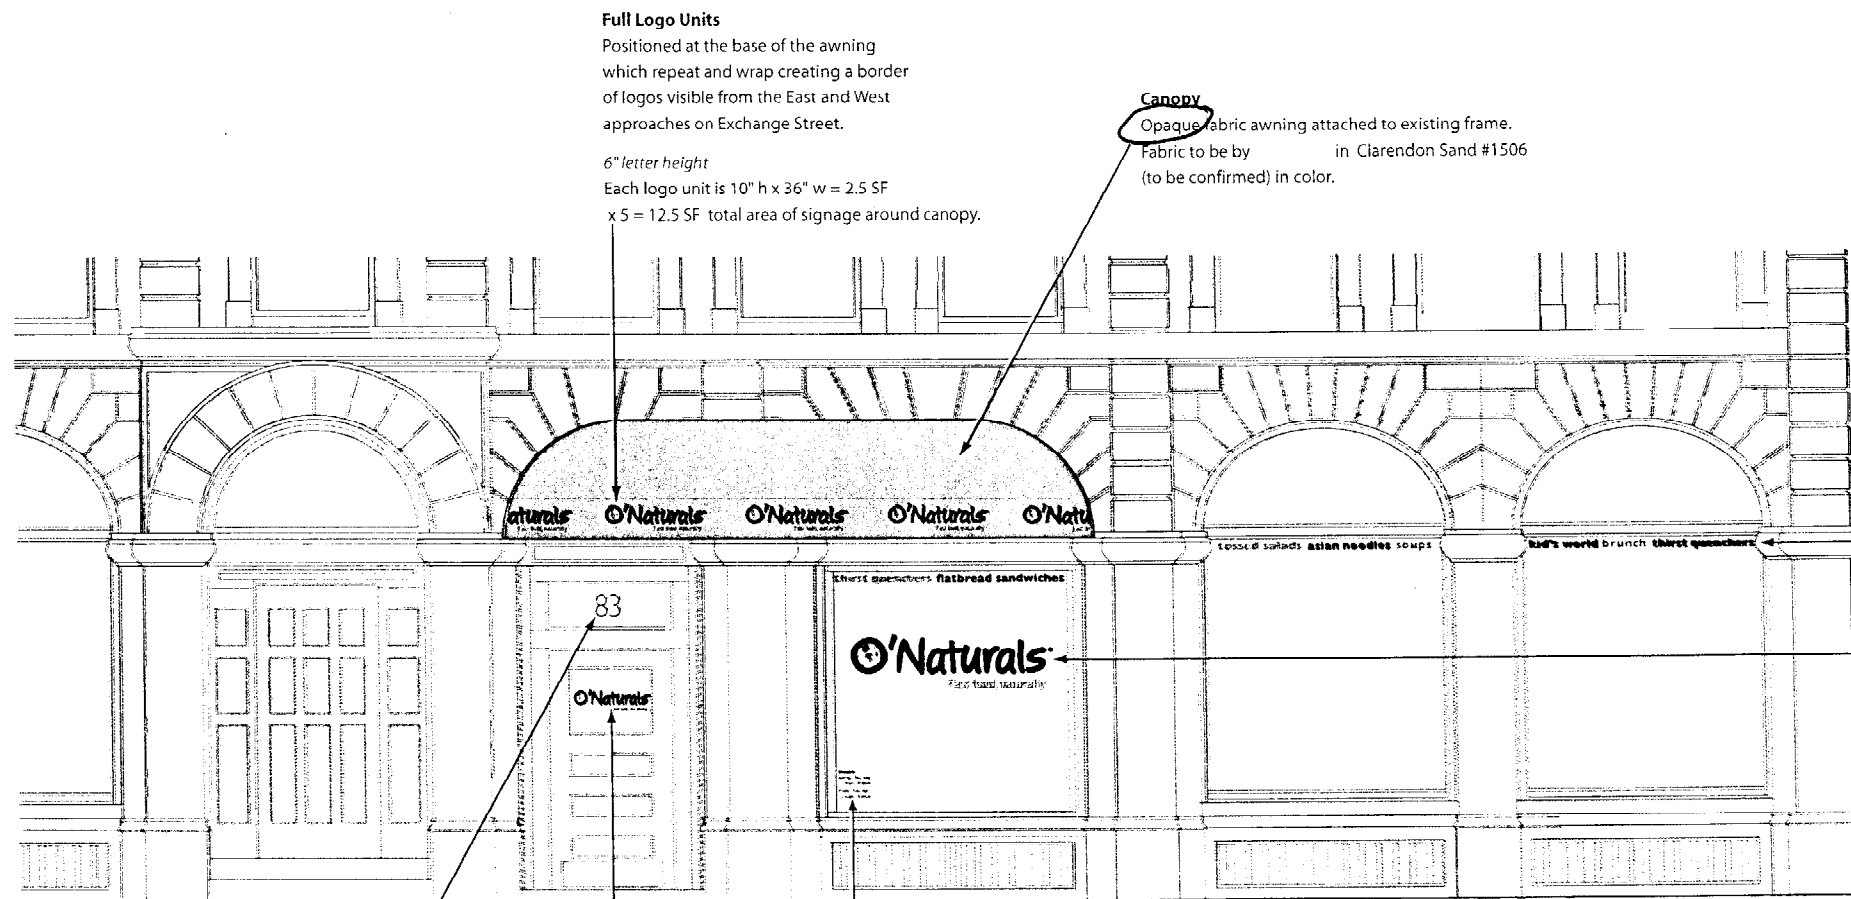 Full Logo Units
Positioned at the base of the awning
which repeat and wrap creating a border
of logos visible from the East and West
approaches on Exchange Street.
6" letter height
Each logo unit is 10" h x 36" w = 2.5 SF
x 5 = 12.5 SF total area of signage around canopy.
Canopy
Opaque fabric awning attached to existing frame.
Fabric to be by in Clarendon Sand #1506
(to be confirmed) in color.
aturals O'Naturals O'Naturals O'Naturals O'Natu
tossed salads asian noodles soups
kid's world brunch thirst quenchers
thirst quenchers flatbread sandwiches
83
O'Naturals
fast food, naturally
O'Naturals